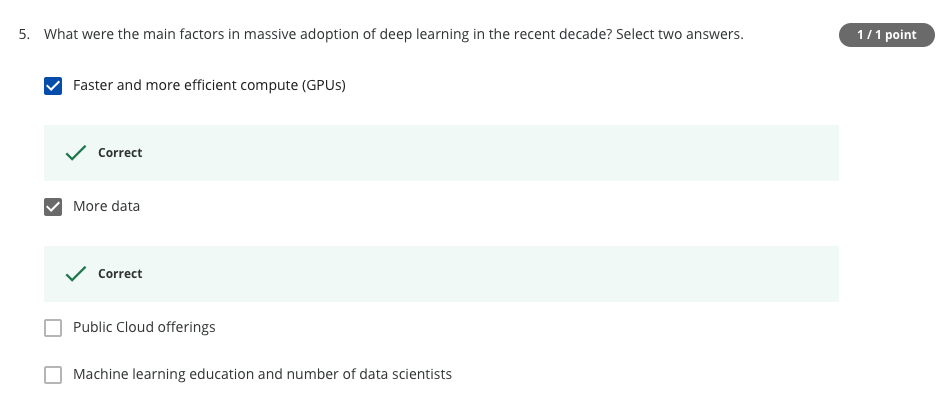 5. What were the main factors in massive adoption of deep learning in the recent decade? Select two answers.
1 / 1 point
Faster and more efficient compute (GPUs)
Correct
More data
Correct
Public Cloud offerings
Machine learning education and number of data scientists